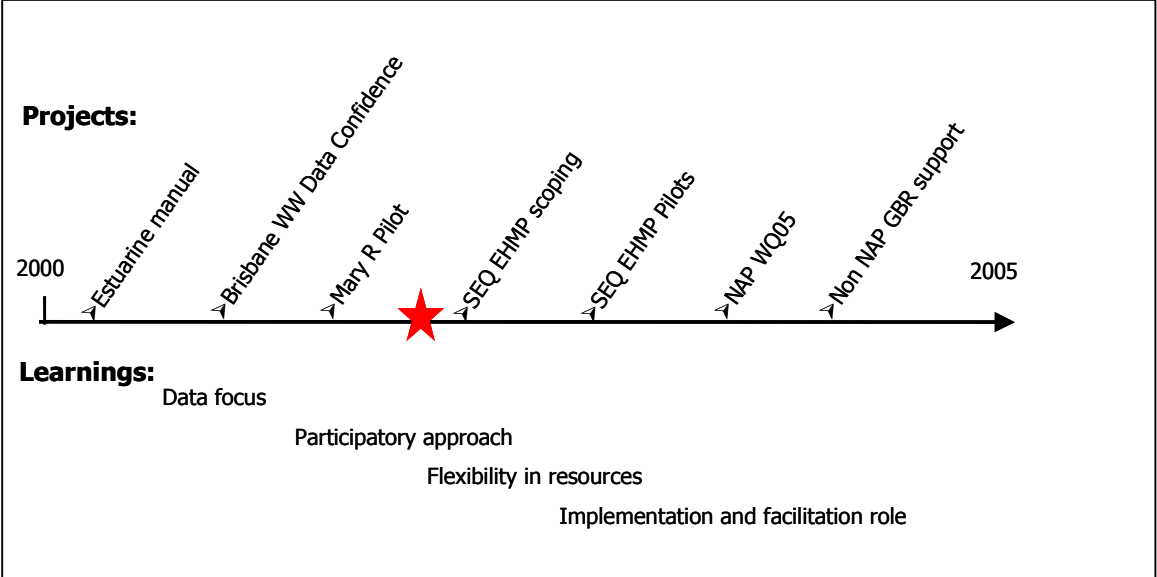 Projects:
2000
Estuarine manual
Brisbane WW Data Confidence
Mary R Pilot
SEQ EHMP scoping
SEQ EHMP Pilots
NAP WQ05
Non NAP GBR support
2005
Learnings:
Data focus
Participatory approach
Flexibility in resources
Implementation and facilitation role